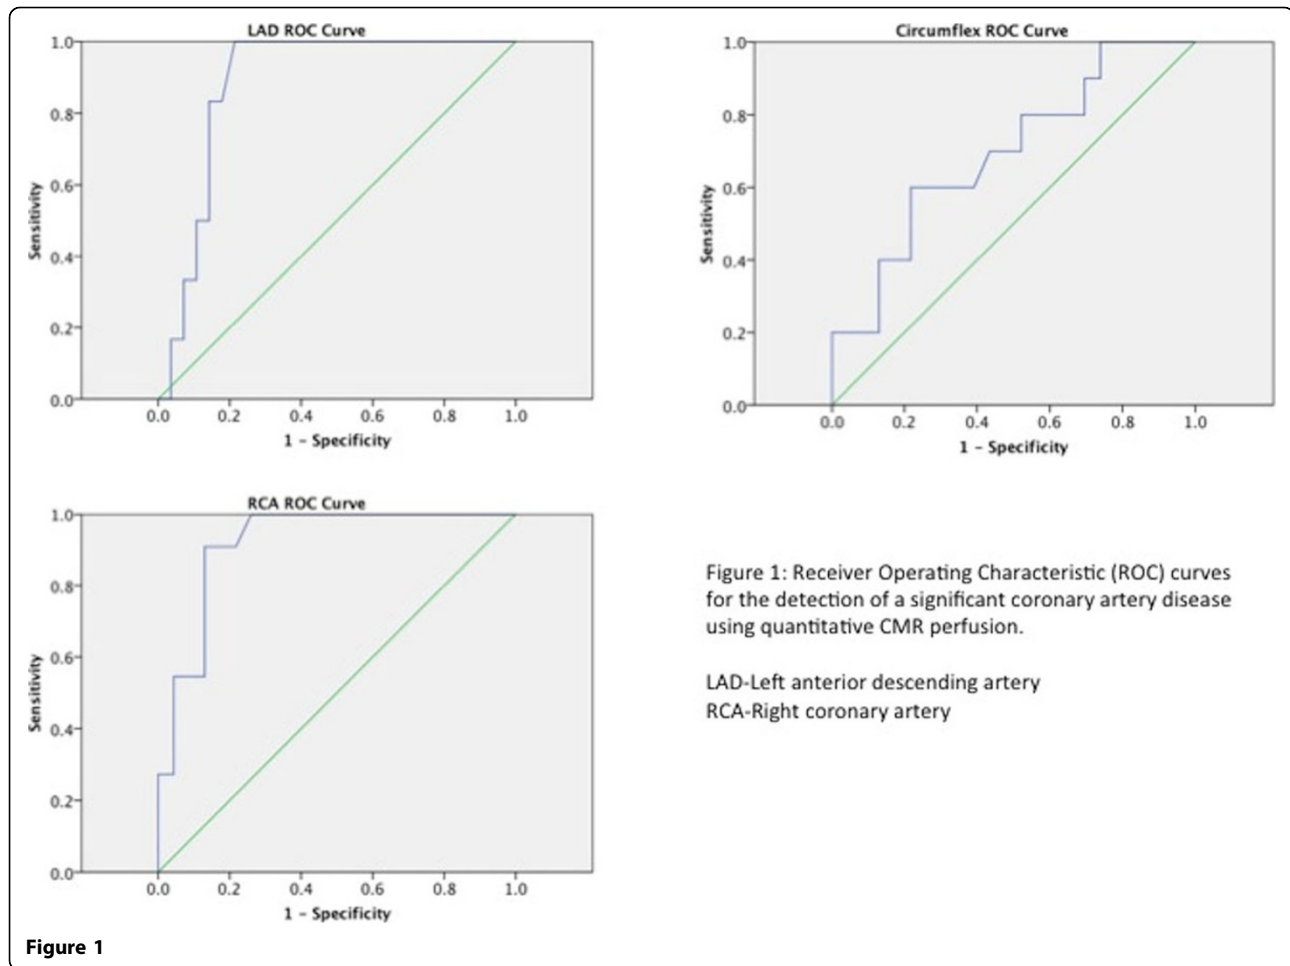 LAD ROC Curve
1.0
0.8
0.6
0.4
0.2
0.0
Sensitivity
0.0 0.2 0.4 0.6 0.8 1.0
1 - Specificity
Circumflex ROC Curve
1.0
0.8
0.6
0.4
0.2
0.0
Sensitivity
0.0 0.2 0.4 0.6 0.8 1.0
1 - Specificity
RCA ROC Curve
1.0
0.8
0.6
0.4
0.2
0.0
Sensitivity
0.0 0.2 0.4 0.6 0.8 1.0
1 - Specificity
Figure 1: Receiver Operating Characteristic (ROC) curves
for the detection of a significant coronary artery disease
using quantitative CMR perfusion.
LAD-Left anterior descending artery
RCA-Right coronary artery
Figure 1